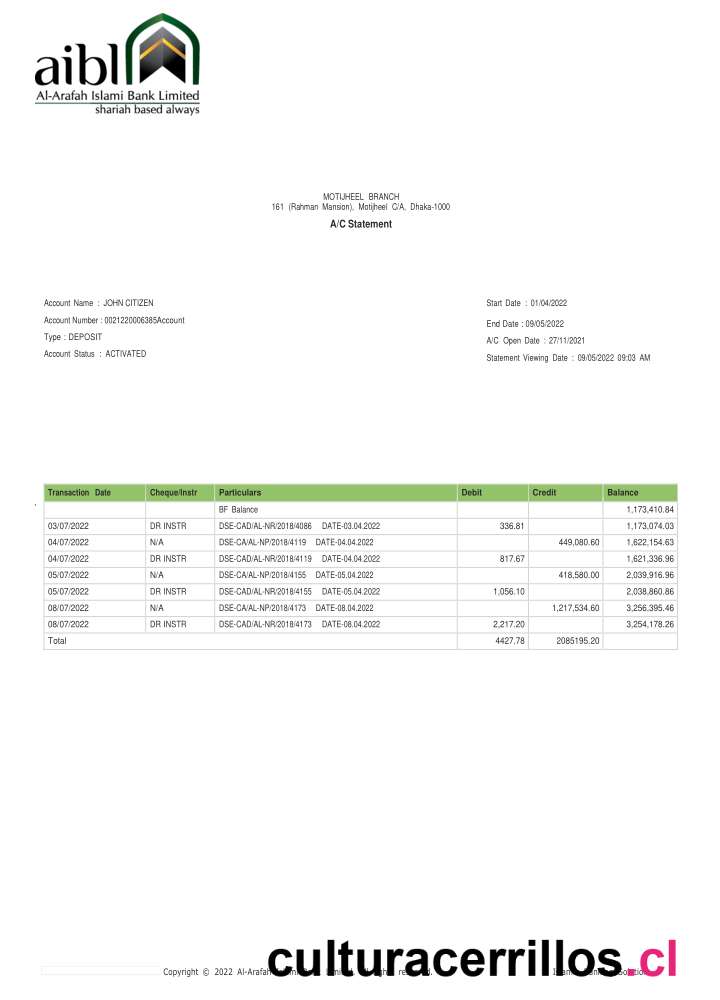 aibl
Al-Arafah Islami Bank Limited
shariah based always
MOTIJHEEL BRANCH
161 (Rahman Mansion), Motijheel C/A, Dhaka-1000
A/C Statement
Account Name : JOHN CITIZEN
Account Number : 0021220006385Account
Type : DEPOSIT
Account Status : ACTIVATED
Start Date : 01/04/2022
End Date : 09/05/2022
A/C Open Date : 27/11/2021
Statement Viewing Date : 09/05/2022 09:03 AM
Transaction Date Cheque/Instr Particulars Debit Credit Balance
BF Balance 1,173,410.84
03/07/2022 DR INSTR DSE-CAD/AL-NR/2018/4086 DATE-03.04.2022 336.81 1,173,074.03
04/07/2022 N/A DSE-CA/AL-NP/2018/4119 DATE-04.04.2022 449,080.60 1,622,154.63
04/07/2022 DR INSTR DSE-CAD/AL-NR/2018/4119 DATE-04.04.2022 817.67 1,621,336.96
05/07/2022 N/A DSE-CA/AL-NP/2018/4155 DATE-05.04.2022 418,580.00 2,039,916.96
05/07/2022 DR INSTR DSE-CAD/AL-NR/2018/4155 DATE-05.04.2022 1,056.10 2,038,860.86
08/07/2022 N/A DSE-CA/AL-NP/2018/4173 DATE-08.04.2022 1,217,534.60 3,256.395.46
08/07/2022 DR INSTR DSE-CAD/AL-NR/2018/4173 DATE-08.04.2022 2,217.20 3,254,178.26
Total 4427.78 2085195.20
culturacerrillos.cl
Copyright © 2022 Al-Arafah